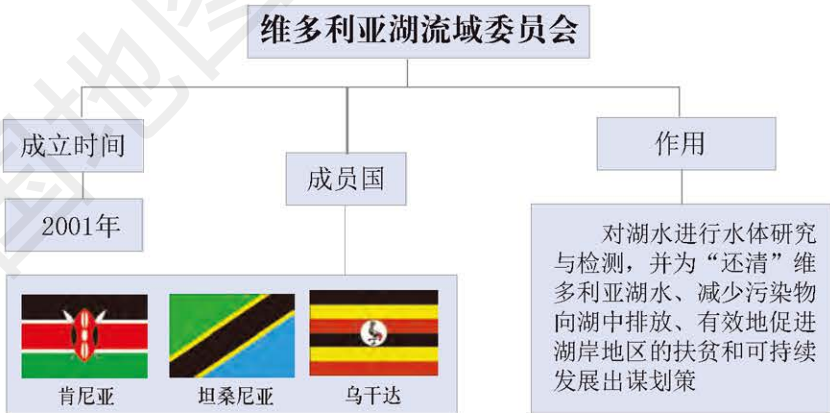 维多利亚湖流域委员会
成立时间
2001年
成员国
肯尼亚
坦桑尼亚
乌干达
作用
对湖水进行水体研究
与检测，并为“还清”维
多利亚湖水、减少污染物
向湖中排放、有效地促进
湖岸地区的扶贫和可持续
发展出谋划策